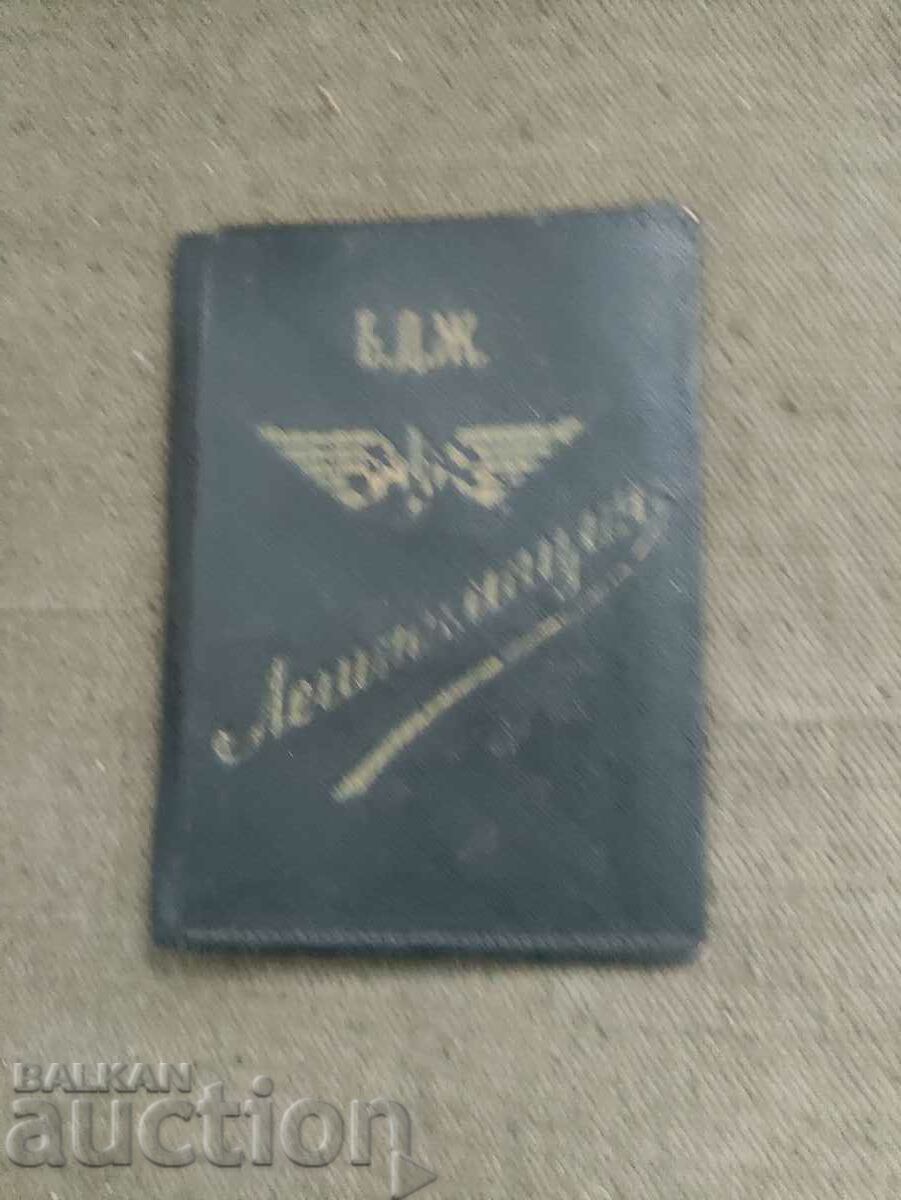 Б.Д.Ж.
Легитимация
BALKAN
auction